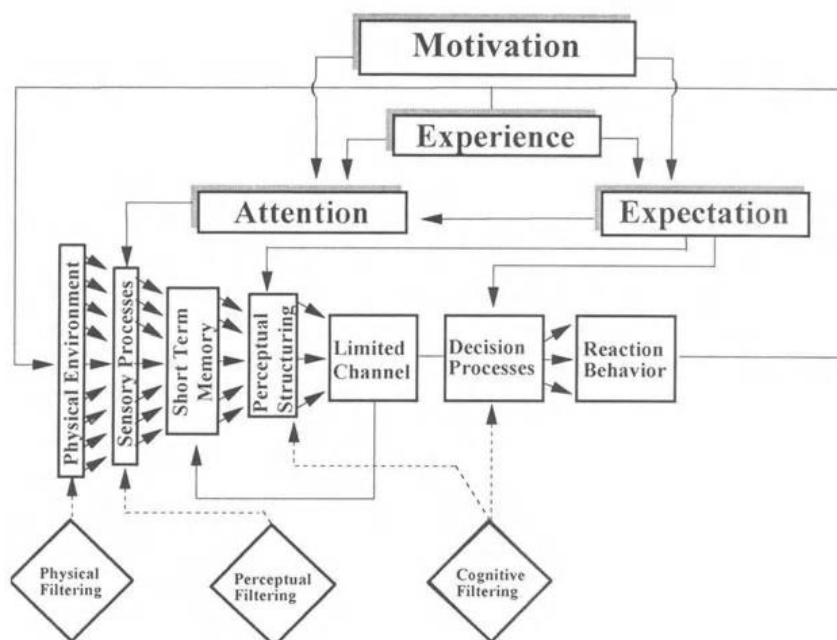 Motivation
Experience
Attention
Expectation
Physical Environment
Sensory Processes
Short Term
Memory
Perceptual
Structuring
Limited
Channel
Decision
Processes
Reaction
Behavior
Physical
Filtering
Perceptual
Filtering
Cognitive
Filtering